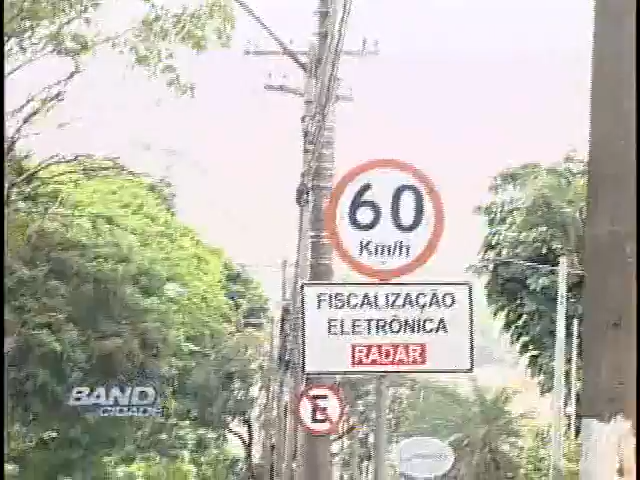 60
Km/h
FISCALIZAÇÃO
ELETRÔNICA
RADAR
E
BAND
CIDADE